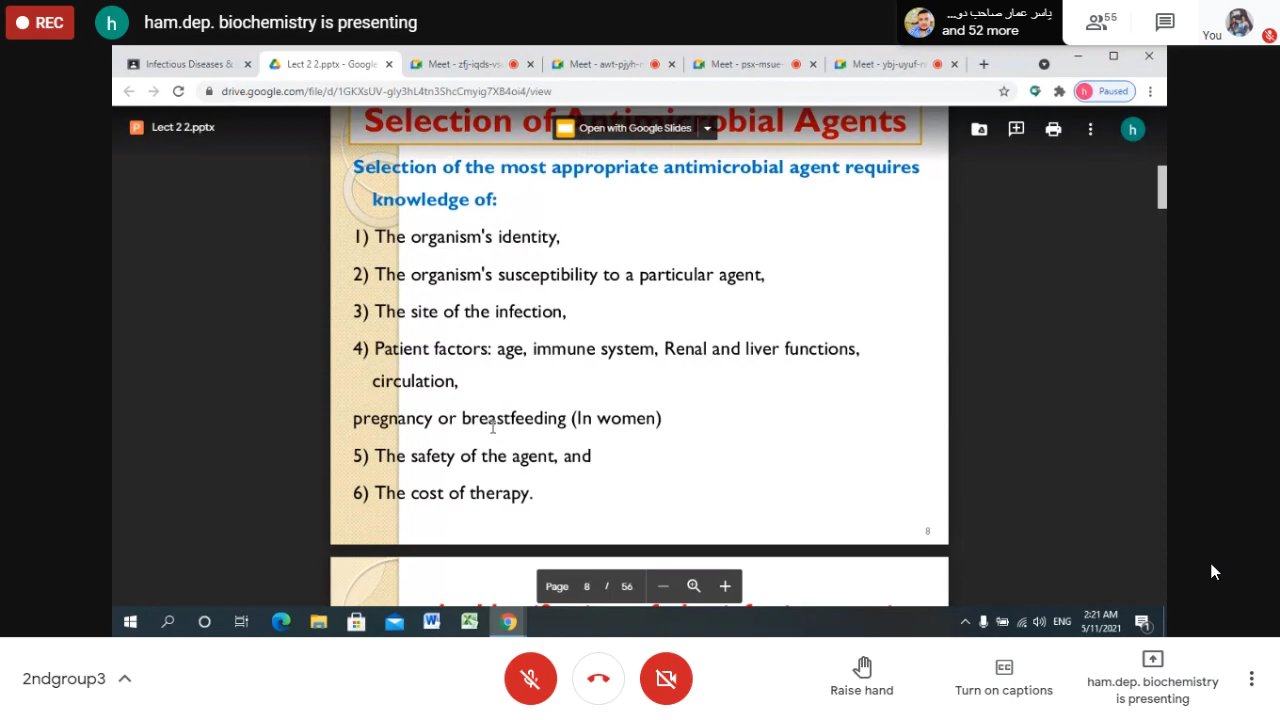 REC
h
ham.dep. biochemistry is presenting
ياسر عمار صاحب دو...
and 52 more
55
You
Infectious Diseases &
Lect 2 2.pptx - Google
Meet - zfj-iqds-vs
Meet - awt-pjyh-r
Meet - psx-msue-
Meet - ybj-uyuf-n
drive.google.com/file/d/1GKXsUV-gly3hL4tn3ShcCmyig7XB4oi4/view
h
Paused
P
Lect 2 2.pptx
Open with Google Slides
h
Selection of Antimicrobial Agents
Selection of the most appropriate antimicrobial agent requires
knowledge of:
1) The organism's identity,
2) The organism's susceptibility to a particular agent,
3) The site of the infection,
4) Patient factors: age, immune system, Renal and liver functions,
circulation,
pregnancy or breastfeeding (In women)
5) The safety of the agent, and
6) The cost of therapy.
8
Page 8 / 56
ENG
2:21 AM
5/11/2021
1
2ndgroup3
Raise hand
Turn on captions
ham.dep. biochemistry
is presenting